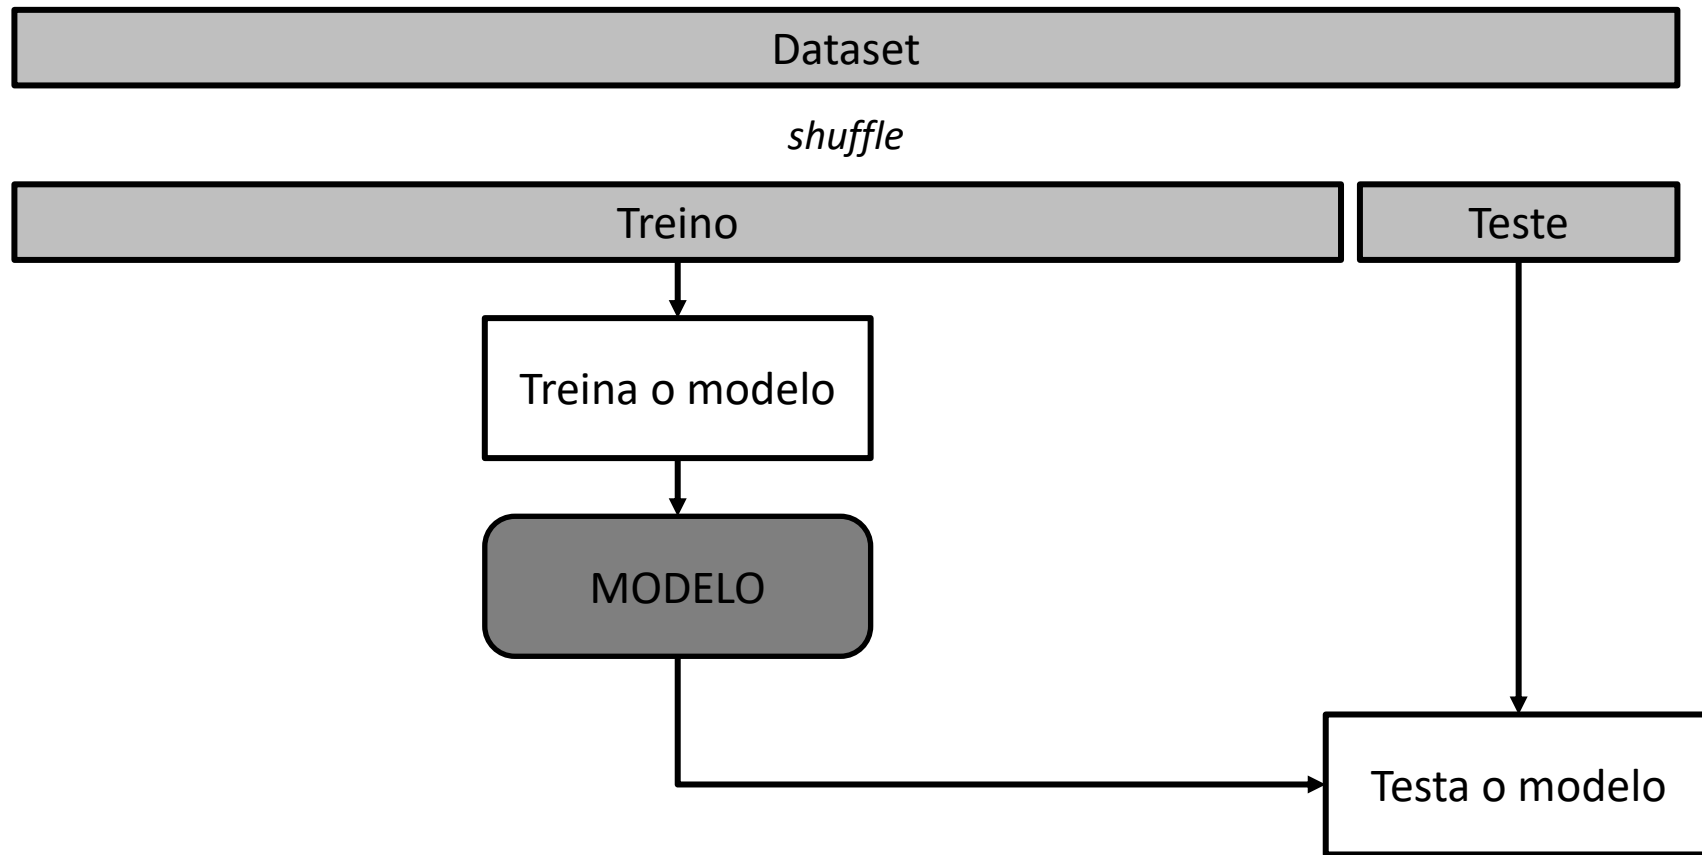 Dataset
shuffle
Treino
Teste
Treina o modelo
MODELO
Testa o modelo